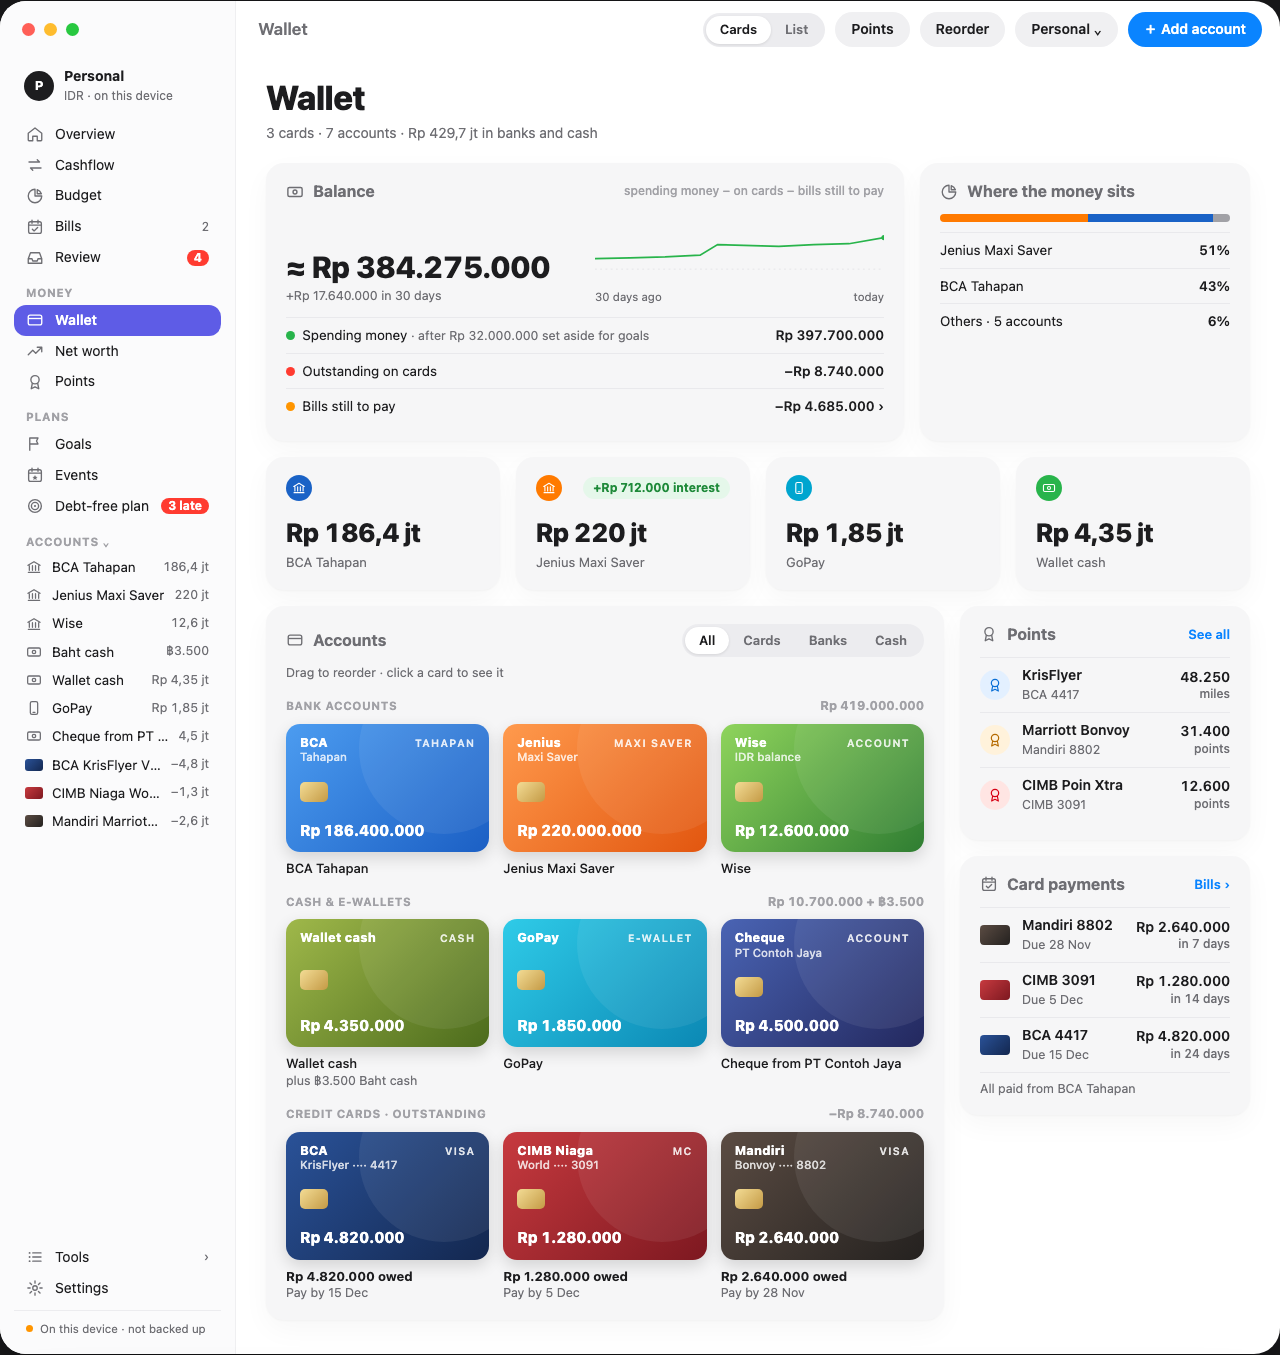 Wallet
Cards
List
Points
Reorder
Personal
+ Add account
P
Personal
IDR · on this device
Overview
Cashflow
Budget
Bills 2
Review 4
MONEY
Wallet
Net worth
Points
PLANS
Goals
Events
Debt-free plan 3 late
ACCOUNTS
BCA Tahapan 186,4 jt
Jenius Maxi Saver 220 jt
Wise 12,6 jt
Baht cash ฿3.500
Wallet cash Rp 4,35 jt
GoPay Rp 1,85 jt
Cheque from PT ... 4,5 jt
BCA KrisFlyer V... −4,8 jt
CIMB Niaga Wo... −1,3 jt
Mandiri Marriot... −2,6 jt
Tools ›
Settings
On this device · not backed up
Wallet
3 cards · 7 accounts · Rp 429,7 jt in banks and cash
Balance
spending money – on cards – bills still to pay
≈ Rp 384.275.000
+Rp 17.640.000 in 30 days
30 days ago
today
Spending money · after Rp 32.000.000 set aside for goals Rp 397.700.000
Outstanding on cards −Rp 8.740.000
Bills still to pay −Rp 4.685.000 ›
Where the money sits
Jenius Maxi Saver 51%
BCA Tahapan 43%
Others · 5 accounts 6%
Rp 186,4 jt
BCA Tahapan
+Rp 712.000 interest
Rp 220 jt
Jenius Maxi Saver
Rp 1,85 jt
GoPay
Rp 4,35 jt
Wallet cash
Accounts
All
Cards
Banks
Cash
Drag to reorder · click a card to see it
BANK ACCOUNTS Rp 419.000.000
BCA TAHAPAN
Tahapan
Rp 186.400.000
BCA Tahapan
Jenius MAXI SAVER
Maxi Saver
Rp 220.000.000
Jenius Maxi Saver
Wise ACCOUNT
IDR balance
Rp 12.600.000
Wise
CASH & E-WALLETS Rp 10.700.000 + ฿3.500
Wallet cash CASH
Rp 4.350.000
Wallet cash
plus ฿3.500 Baht cash
GoPay E-WALLET
Rp 1.850.000
GoPay
Cheque ACCOUNT
PT Contoh Jaya
Rp 4.500.000
Cheque from PT Contoh Jaya
CREDIT CARDS · OUTSTANDING −Rp 8.740.000
BCA VISA
KrisFlyer ···· 4417
Rp 4.820.000
Rp 4.820.000 owed
Pay by 15 Dec
CIMB Niaga MC
World ···· 3091
Rp 1.280.000
Rp 1.280.000 owed
Pay by 5 Dec
Mandiri VISA
Bonvoy ···· 8802
Rp 2.640.000
Rp 2.640.000 owed
Pay by 28 Nov
Points See all
KrisFlyer 48.250
BCA 4417 miles
Marriott Bonvoy 31.400
Mandiri 8802 points
CIMB Poin Xtra 12.600
CIMB 3091 points
Card payments Bills ›
Mandiri 8802 Rp 2.640.000
Due 28 Nov in 7 days
CIMB 3091 Rp 1.280.000
Due 5 Dec in 14 days
BCA 4417 Rp 4.820.000
Due 15 Dec in 24 days
All paid from BCA Tahapan